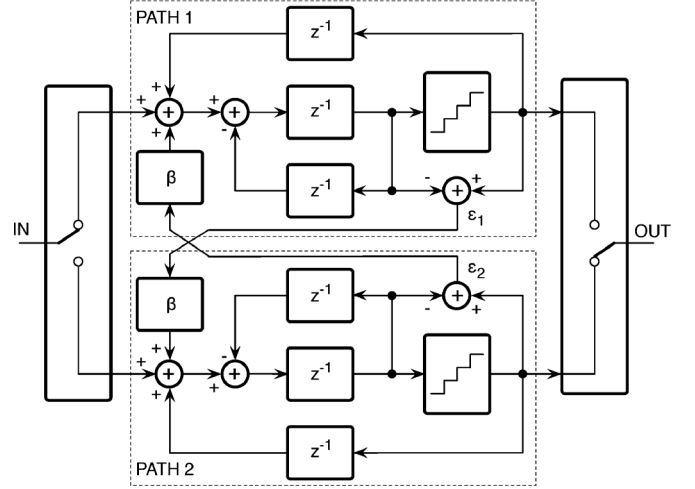 PATH 1
z-1
+
+ + + +
+ + z-1
+ -
β z-1 - + +
ε1
IN OUT
ε2
β z-1 + - +
+ -
+ + + z-1
+ +
z-1
PATH 2